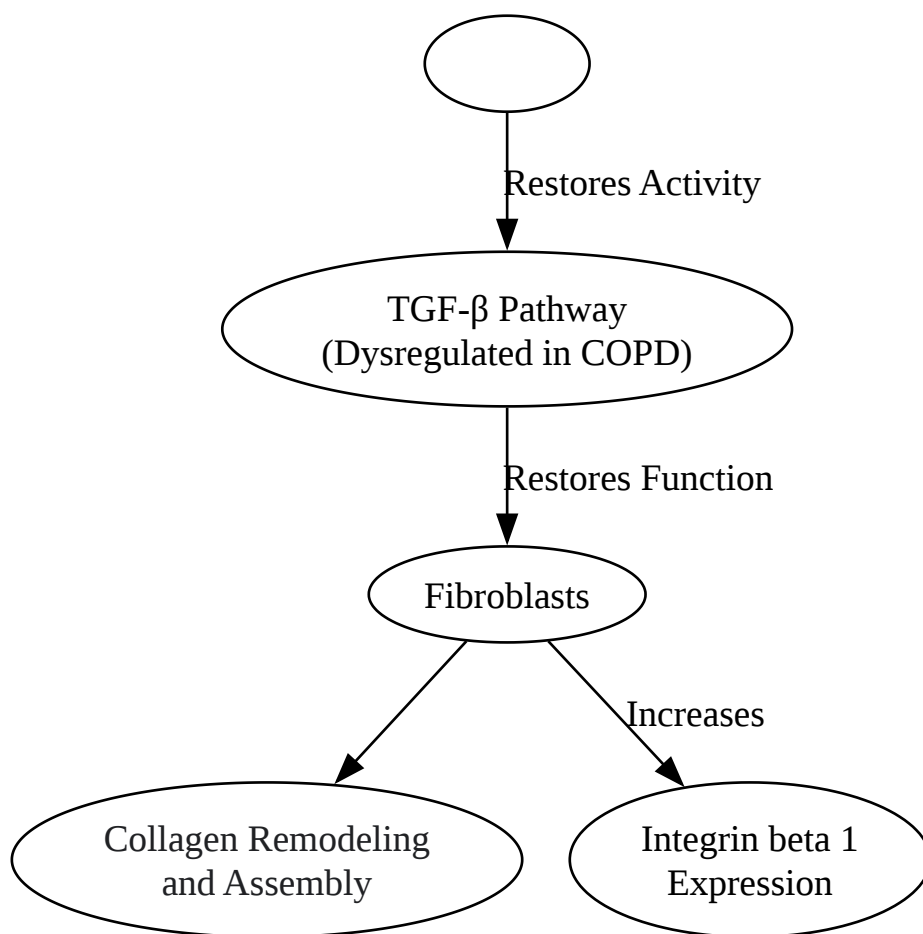 Restores Activity
TGF-β Pathway
(Dysregulated in COPD)
Restores Function
Fibroblasts
Increases
Collagen Remodeling
and Assembly
Integrin beta 1
Expression